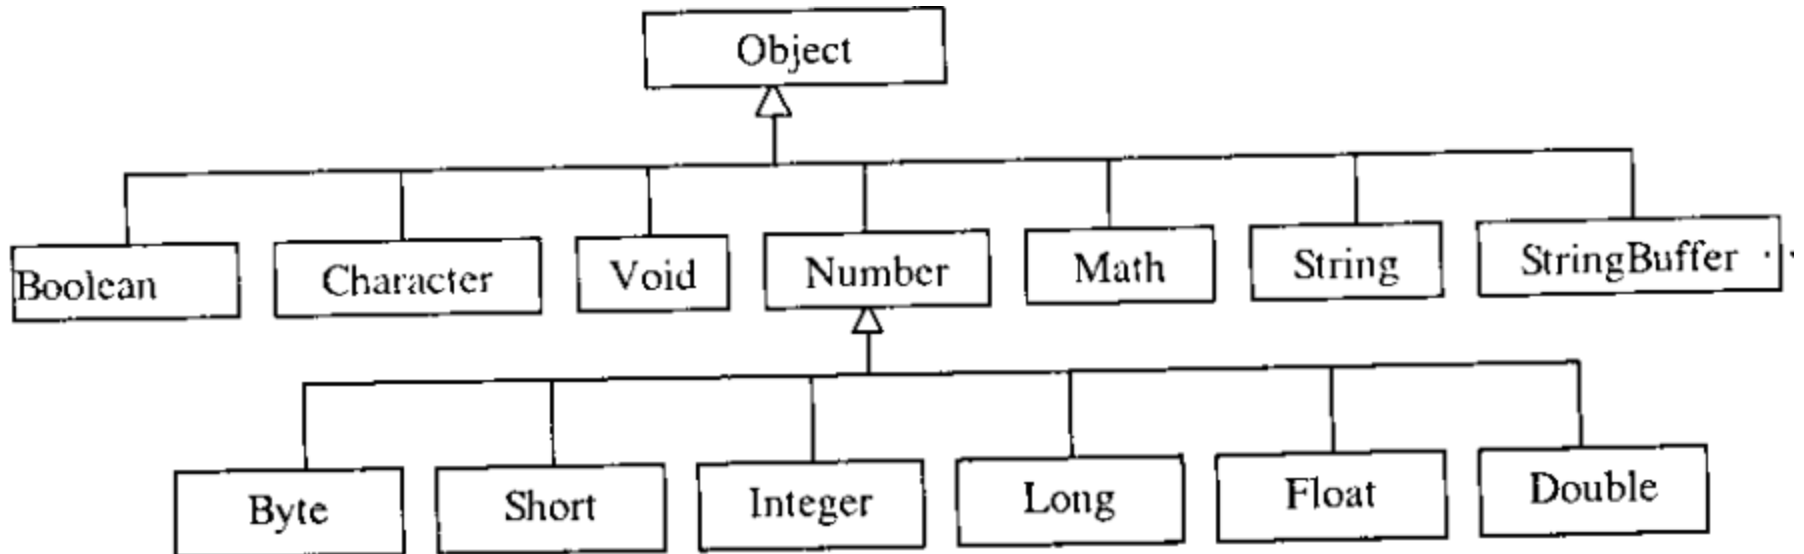 Object
Boolean Character Void Number Math String StringBuffer ..
Byte Short Integer Long Float Double